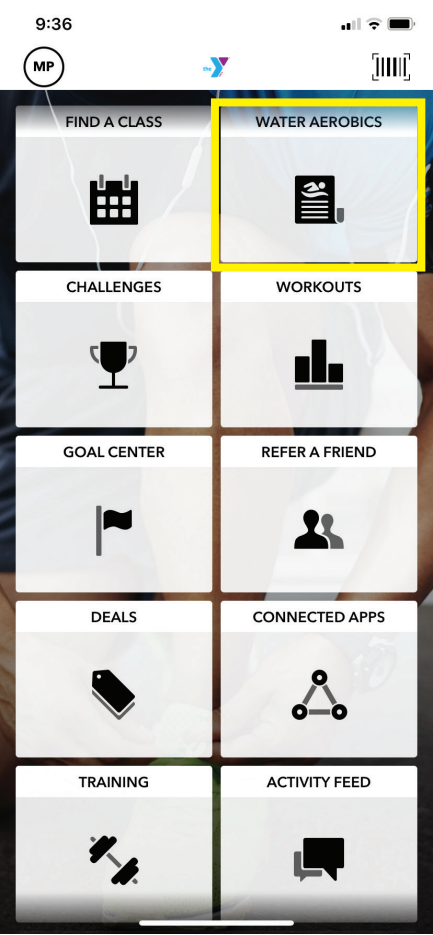 9:36
MP
the
FIND A CLASS
WATER AEROBICS
CHALLENGES
WORKOUTS
GOAL CENTER
REFER A FRIEND
DEALS
CONNECTED APPS
TRAINING
ACTIVITY FEED